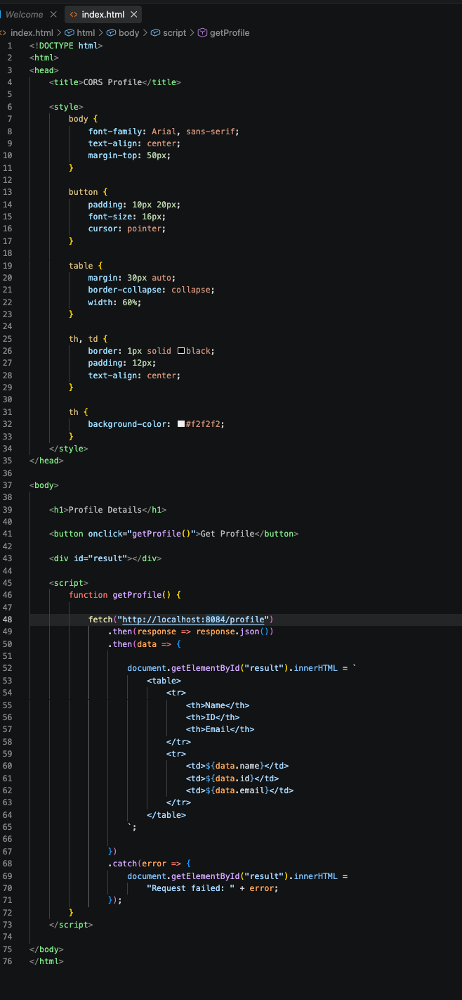 Welcome index.html
index.html > html > body > script > getProfile
1 <!DOCTYPE html>
2 <html>
3 <head>
4     <title>CORS Profile</title>
5
6     <style>
7         body {
8             font-family: Arial, sans-serif;
9             text-align: center;
10             margin-top: 50px;
11         }
12
13         button {
14             padding: 10px 20px;
15             font-size: 16px;
16             cursor: pointer;
17         }
18
19         table {
20             margin: 30px auto;
21             border-collapse: collapse;
22             width: 60%;
23         }
24
25         th, td {
26             border: 1px solid black;
27             padding: 12px;
28             text-align: center;
29         }
30
31         th {
32             background-color: #f2f2f2;
33         }
34     </style>
35 </head>
36
37 <body>
38
39     <h1>Profile Details</h1>
40
41     <button onclick="getProfile()">Get Profile</button>
42
43     <div id="result"></div>
44
45     <script>
46         function getProfile() {
47
48             fetch("http://localhost:8084/profile")
49                 .then(response => response.json())
50                 .then(data => {
51
52                     document.getElementById("result").innerHTML = `
53                         <table>
54                             <tr>
55                                 <th>Name</th>
56                                 <th>ID</th>
57                                 <th>Email</th>
58                             </tr>
59                             <tr>
60                                 <td>${data.name}</td>
61                                 <td>${data.id}</td>
62                                 <td>${data.email}</td>
63                             </tr>
64                         </table>
65                     `;
66
67                 })
68                 .catch(error => {
69                     document.getElementById("result").innerHTML =
70                         "Request failed: " + error;
71                 });
72         }
73     </script>
74
75 </body>
76 </html>